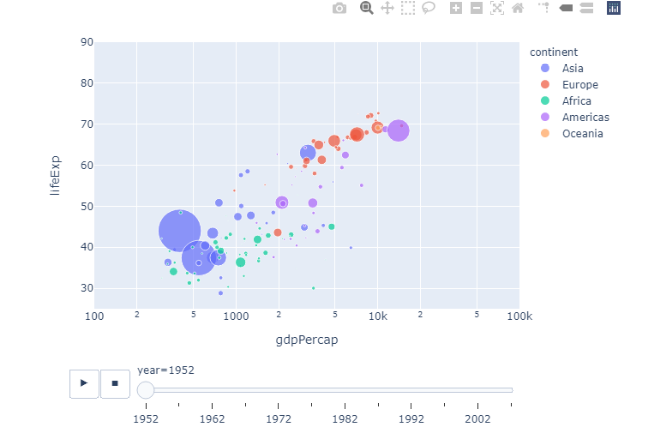 continent
Asia
Europe
Africa
Americas
Oceania
lifeExp
90
80
70
60
50
40
30
100 2 5 1000 2 5 10k 2 5 100k
gdpPercap
year=1952
1952 1962 1972 1982 1992 2002